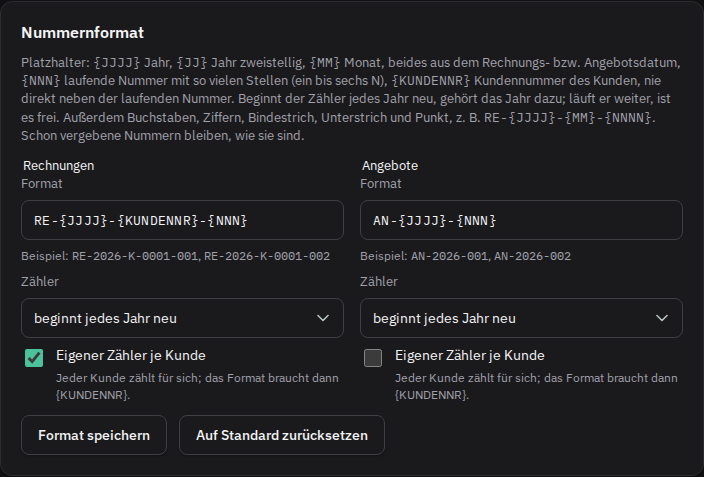 Nummernformat
Platzhalter: {JJJJ} Jahr, {JJ} Jahr zweistellig, {MM} Monat, beides aus dem Rechnungs- bzw. Angebotsdatum,
{NNN} laufende Nummer mit so vielen Stellen (ein bis sechs N), {KUNDENNR} Kundennummer des Kunden, nie
direkt neben der laufenden Nummer. Beginnt der Zähler jedes Jahr neu, gehört das Jahr dazu; läuft er weiter, ist
es frei. Außerdem Buchstaben, Ziffern, Bindestrich, Unterstrich und Punkt, z. B. RE-{JJJJ}-{MM}-{NNNN}.
Schon vergebene Nummern bleiben, wie sie sind.
Rechnungen
Format
RE-{JJJJ}-{KUNDENNR}-{NNN}
Beispiel: RE-2026-K-0001-001, RE-2026-K-0001-002
Zähler
beginnt jedes Jahr neu
Eigener Zähler je Kunde
Jeder Kunde zählt für sich; das Format braucht dann
{KUNDENNR}.
Angebote
Format
AN-{JJJJ}-{NNN}
Beispiel: AN-2026-001, AN-2026-002
Zähler
beginnt jedes Jahr neu
Eigener Zähler je Kunde
Jeder Kunde zählt für sich; das Format braucht dann
{KUNDENNR}.
Format speichern
Auf Standard zurücksetzen